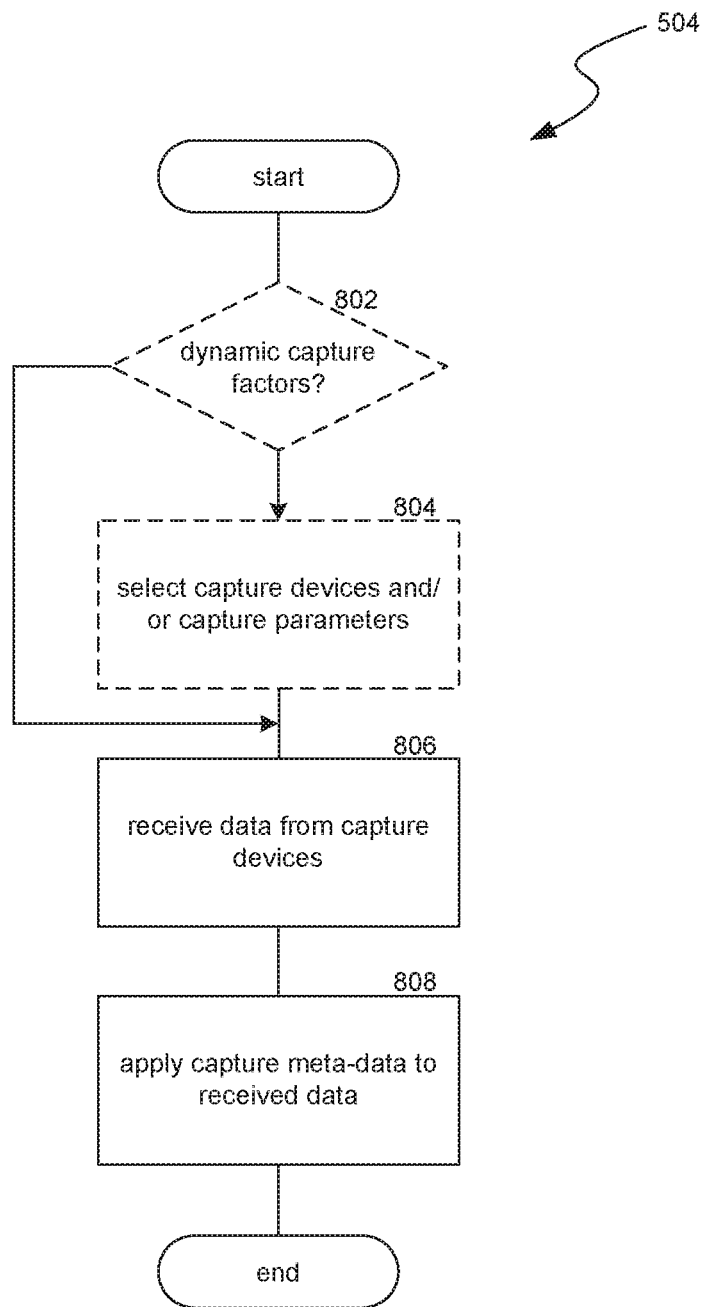 504
start
802
dynamic capture
factors?
804
select capture devices and/
or capture parameters
806
receive data from capture
devices
808
apply capture meta-data to
received data
end